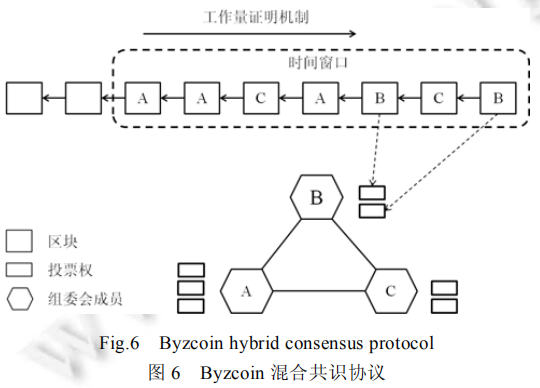 工作量证明机制
时间窗口
A A C A B C B
B
A C
区块
投票权
组委会成员
Fig.6 Byzcoin hybrid consensus protocol
图 6 Byzcoin 混合共识协议